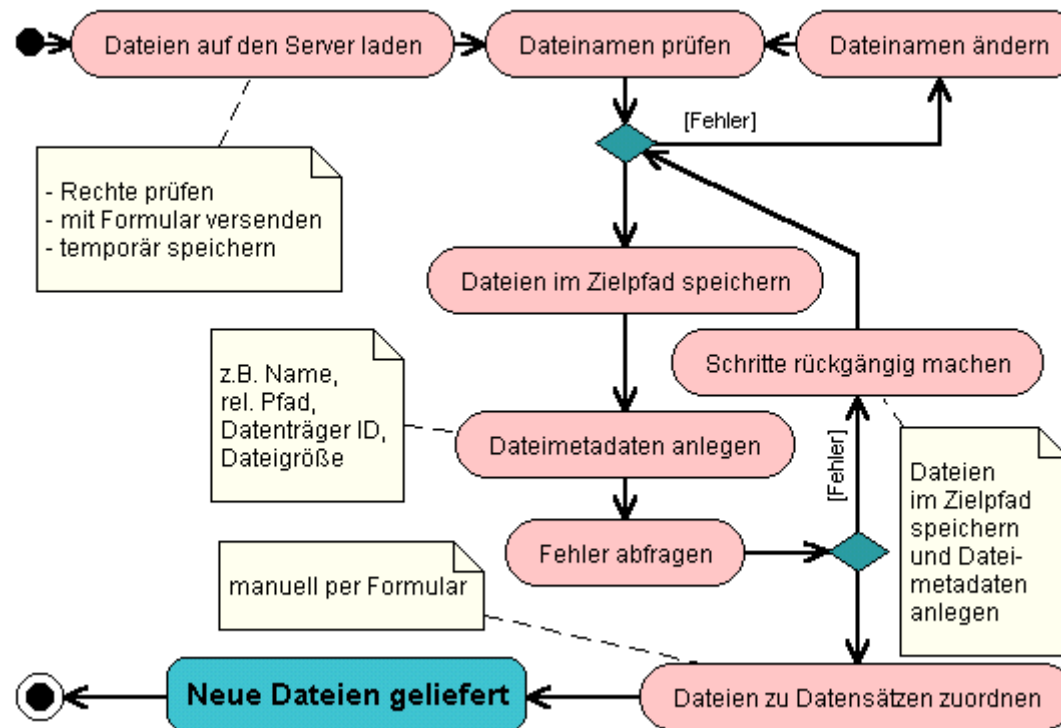 Dateien auf den Server laden
Dateinamen prüfen
Dateinamen ändern
[Fehler]
- Rechte prüfen
- mit Formular versenden
- temporär speichern
Dateien im Zielpfad speichern
z.B. Name,
rel. Pfad,
Datenträger ID,
Dateigröße
Schritte rückgängig machen
Dateimetadaten anlegen
[Fehler]
Dateien
im Zielpfad
speichern
und Datei-
metadaten
anlegen
Fehler abfragen
manuell per Formular
Neue Dateien geliefert
Dateien zu Datensätzen zuordnen